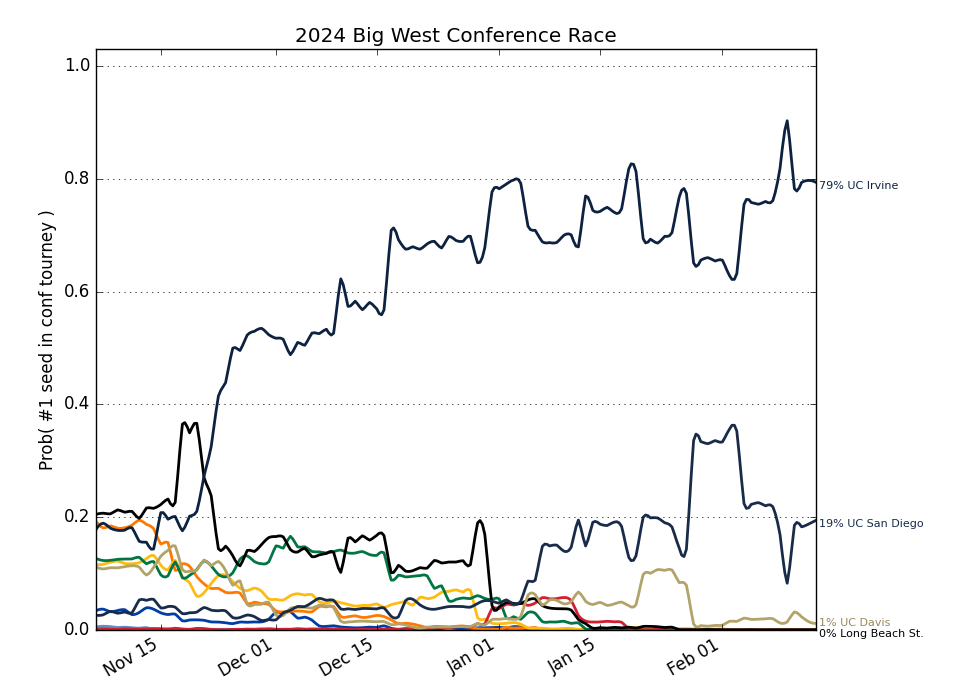 2024 Big West Conference Race
Prob( #1 seed in conf tourney )
1.0
0.8
0.6
0.4
0.2
0.0
79% UC Irvine
19% UC San Diego
1% UC Davis
0% Long Beach St.
Nov 15
Dec 01
Dec 15
Jan 01
Jan 15
Feb 01